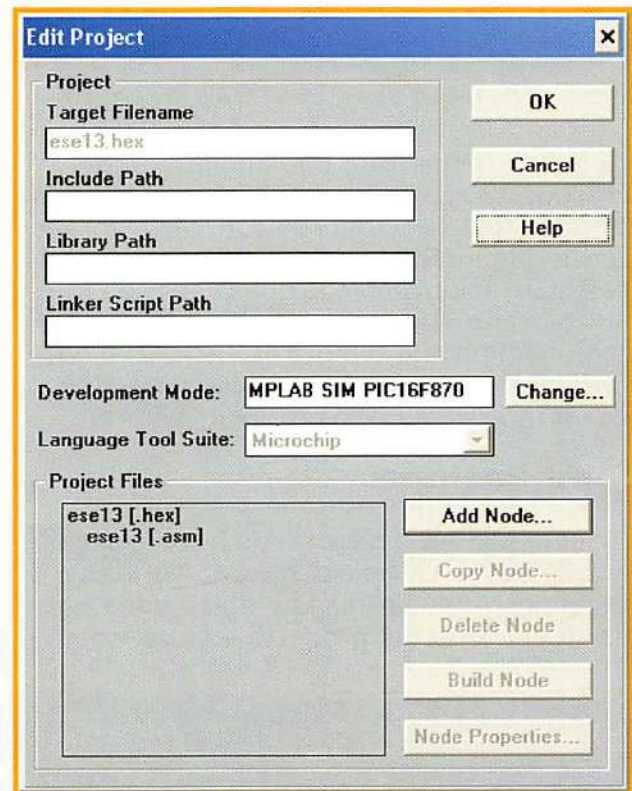 Edit Project
Project
Target Filename
ese13.hex
Include Path
Library Path
Linker Script Path
OK
Cancel
Help
Development Mode: MPLAB SIM PIC16F870 Change...
Language Tool Suite: Microchip
Project Files
ese13 [.hex]
ese13 [.asm]
Add Node...
Copy Node...
Delete Node
Build Node
Node Properties...